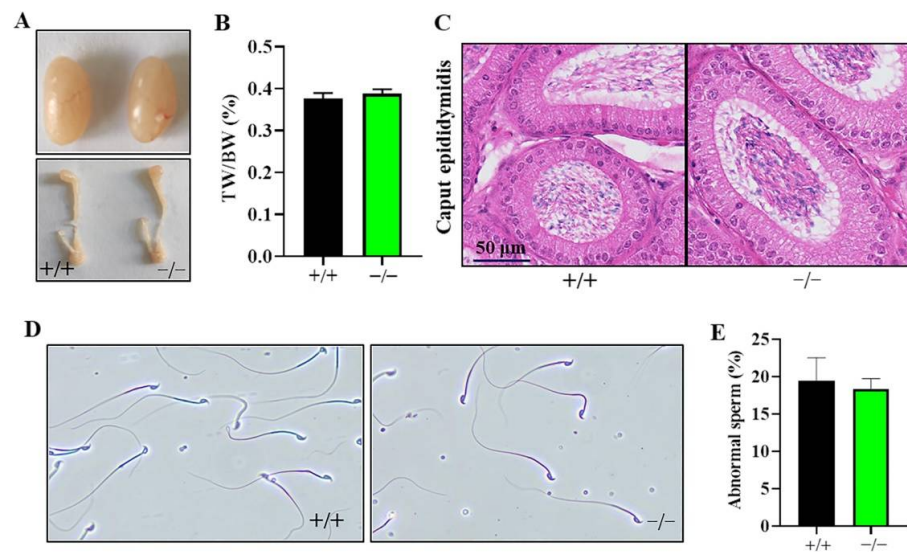 A
+/+
−/−
B
TW/BW (%)
0.5
0.4
0.3
0.2
0.1
0.0
+/+
−/−
C
Caput epididymidis
50 μm
+/+
−/−
D
+/+
−/−
E
Abnormal sperm (%)
25
20
15
10
5
0
+/+
−/−